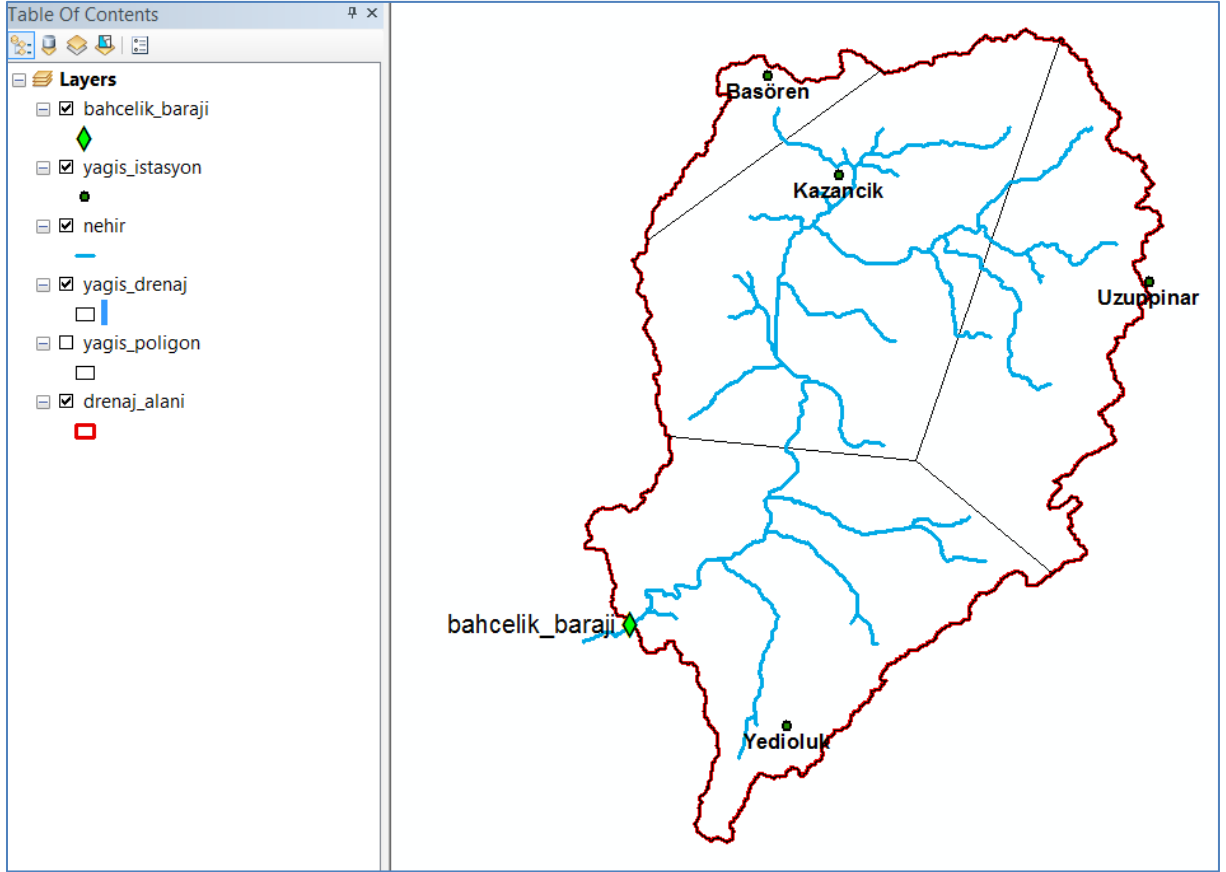 Table Of Contents
Layers
bahcelik_baraji
yagis_istasyon
nehir
yagis_drenaj
yagis_poligon
drenaj_alani
Basören
Kazancik
Uzuppinar
bahcelik_baraji
Yedioluk